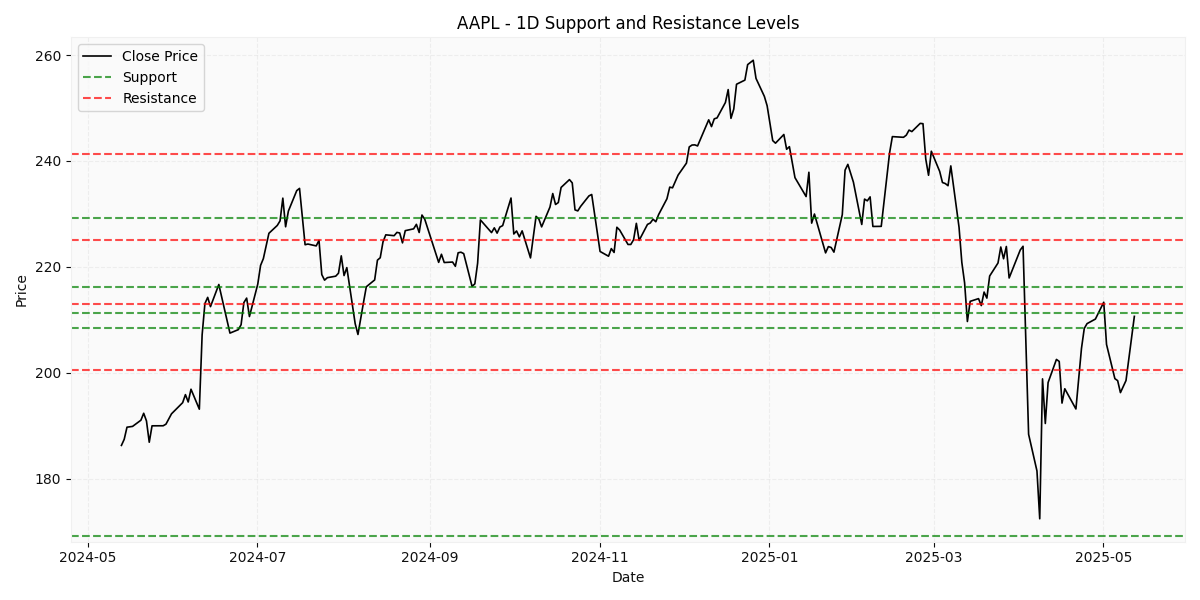 AAPL - 1D Support and Resistance Levels
Close Price
Support
Resistance
260
240
220
200
180
Price
2024-05
2024-07
2024-09
2024-11
2025-01
2025-03
2025-05
Date